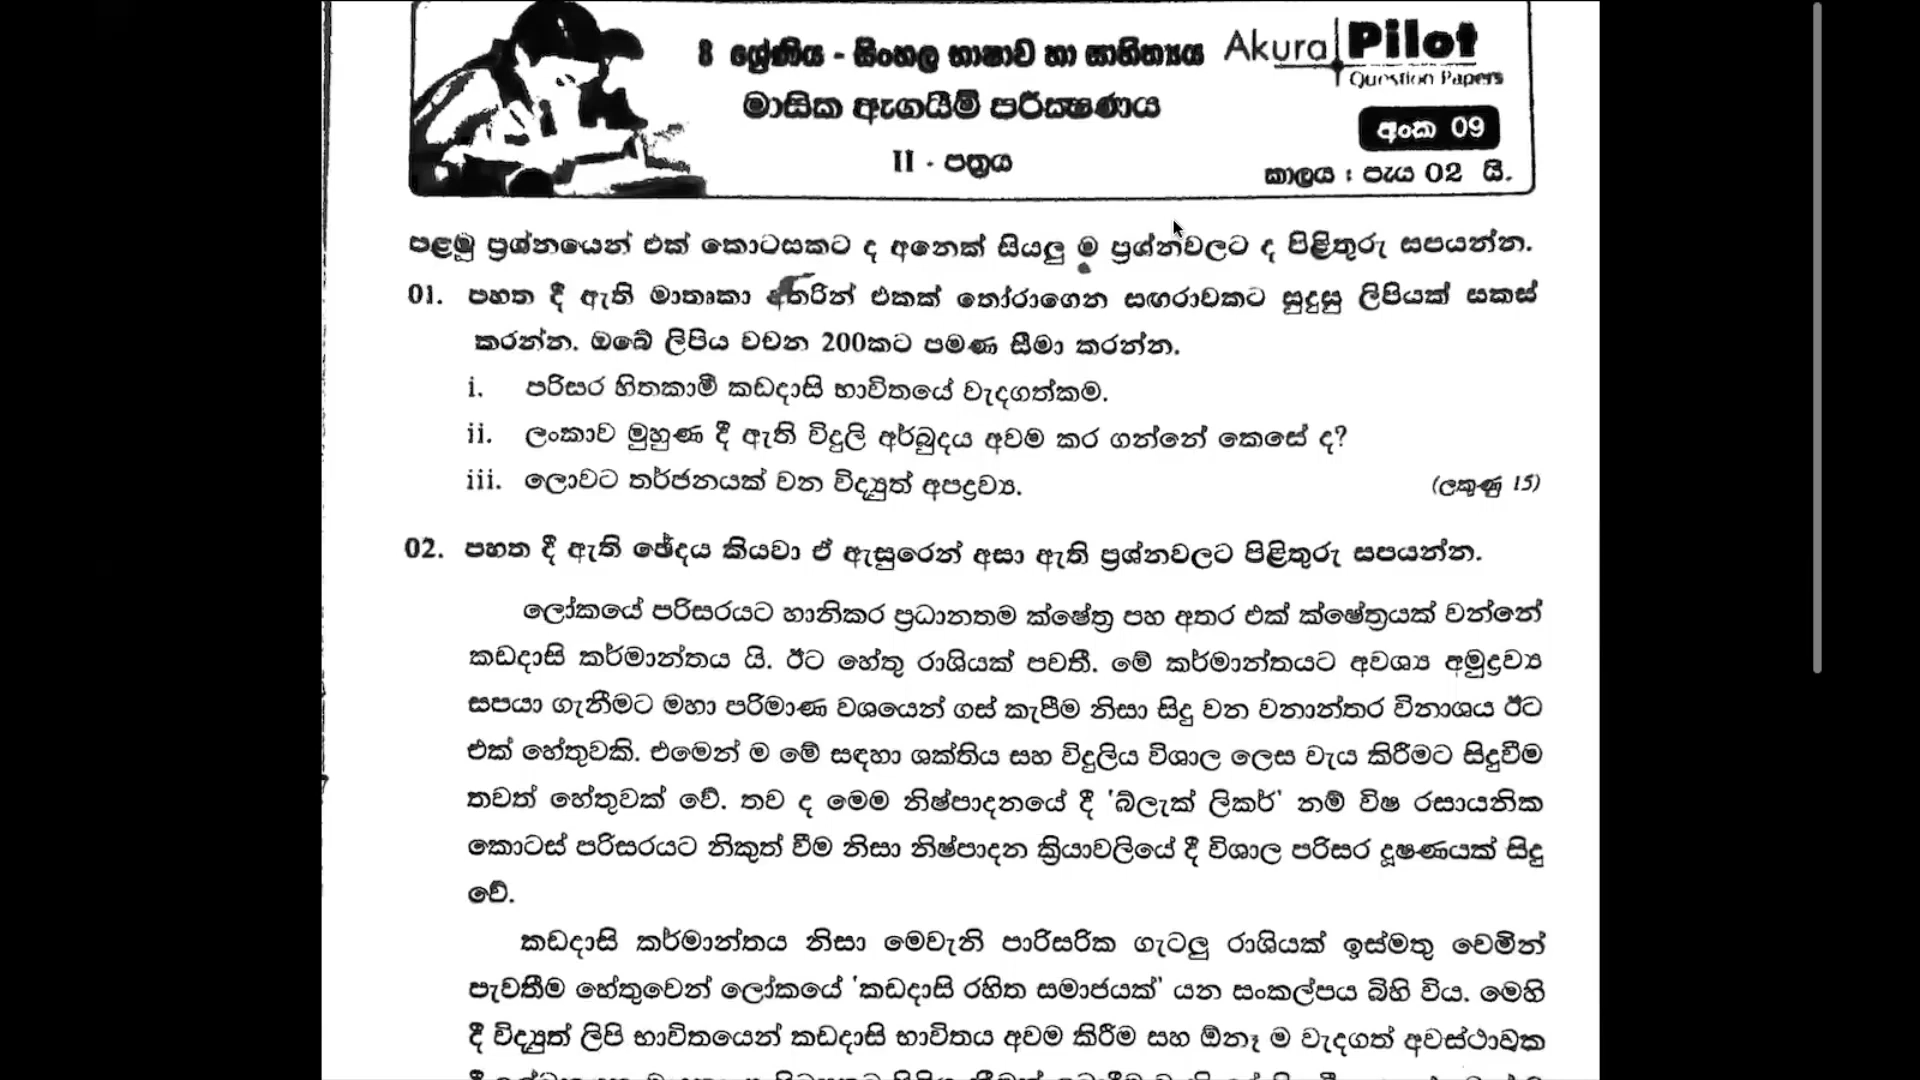 8 ශ්‍රේණිය - සිංහල භාෂාව හා සාහිත්‍යය
Akura Pilot
Question Papers
මාසික ඇගයීම් පරීක්ෂණය
අංක 09
II - පත්‍රය
කාලය : පැය 02 යි.
පළමු ප්‍රශ්නයෙන් එක් කොටසකට ද අනෙක් සියලු ම ප්‍රශ්නවලට ද පිළිතුරු සපයන්න.
01. පහත දී ඇති මාතෘකා අතරින් එකක් තෝරාගෙන සඟරාවකට සුදුසු ලිපියක් සකස්
කරන්න. ඔබේ ලිපිය වචන 200කට පමණ සීමා කරන්න.
i. පරිසර හිතකාමී කඩදාසි භාවිතයේ වැදගත්කම.
ii. ලංකාව මුහුණ දී ඇති විදුලි අර්බුදය අවම කර ගන්නේ කෙසේ ද?
iii. ලොවට තර්ජනයක් වන විද්‍යුත් අපද්‍රව්‍ය. (ලකුණු 15)
02. පහත දී ඇති ඡේදය කියවා ඒ ඇසුරෙන් අසා ඇති ප්‍රශ්නවලට පිළිතුරු සපයන්න.
ලෝකයේ පරිසරයට හානිකර ප්‍රධානතම ක්ෂේත්‍ර පහ අතර එක් ක්ෂේත්‍රයක් වන්නේ
කඩදාසි කර්මාන්තය යි. ඊට හේතු රාශියක් පවතී. මේ කර්මාන්තයට අවශ්‍ය අමුද්‍රව්‍ය
සපයා ගැනීමට මහා පරිමාණ වශයෙන් ගස් කැපීම නිසා සිදු වන වනාන්තර විනාශය ඊට
එක් හේතුවකි. එමෙන් ම මේ සඳහා ශක්තිය සහ විදුලිය විශාල ලෙස වැය කිරීමට සිදුවීම
තවත් හේතුවක් වේ. තව ද මෙම නිෂ්පාදනයේ දී 'බ්ලැක් ලිකර්' නම් විෂ රසායනික
කොටස් පරිසරයට නිකුත් වීම නිසා නිෂ්පාදන ක්‍රියාවලියේ දී විශාල පරිසර දූෂණයක් සිදු
වේ.
කඩදාසි කර්මාන්තය නිසා මෙවැනි පාරිසරික ගැටලු රාශියක් ඉස්මතු වෙමින්
පැවතීම හේතුවෙන් ලෝකයේ 'කඩදාසි රහිත සමාජයක්' යන සංකල්පය බිහි විය. මෙහි
දී විද්‍යුත් ලිපි භාවිතයෙන් කඩදාසි භාවිතය අවම කිරීම සහ ඕනෑ ම වැදගත් අවස්ථාවක